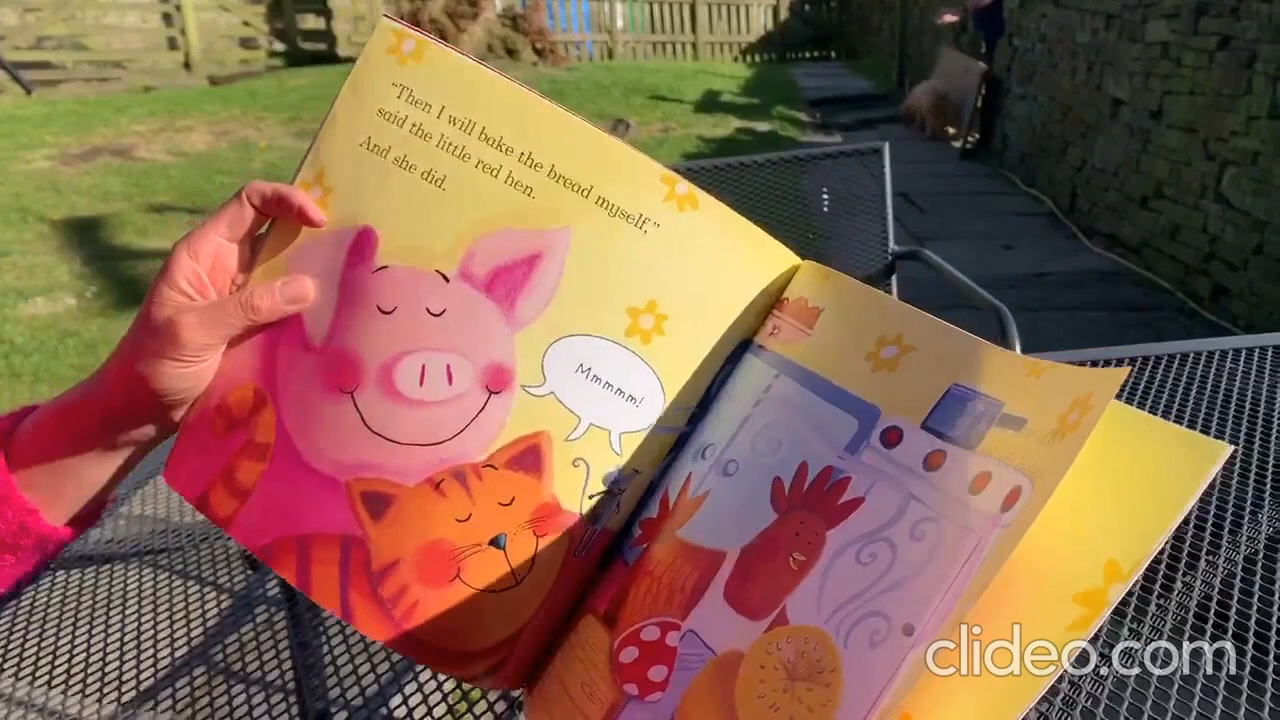 “Then I will bake the bread myself,”
said the little red hen.
And she did.
Mmmmm!
clideo.com